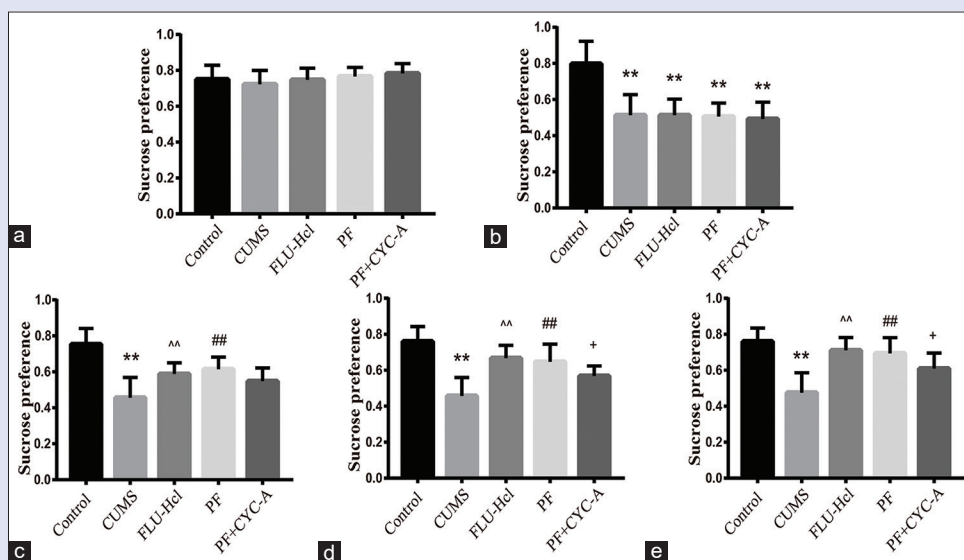 Sucrose preference
1.0
0.8
0.6
0.4
0.2
0.0
Control
CUMS
FLU-Hcl
PF
PF+CYC-A
a
Sucrose preference
1.0
0.8
0.6
0.4
0.2
0.0
** ** ** **
Control
CUMS
FLU-Hcl
PF
PF+CYC-A
b
Sucrose preference
1.0
0.8
0.6
0.4
0.2
0.0
** ^^ ##
Control
CUMS
FLU-Hcl
PF
PF+CYC-A
c
Sucrose preference
1.0
0.8
0.6
0.4
0.2
0.0
** ^^ ## +
Control
CUMS
FLU-Hcl
PF
PF+CYC-A
d
Sucrose preference
1.0
0.8
0.6
0.4
0.2
0.0
** ^^ ## +
Control
CUMS
FLU-Hcl
PF
PF+CYC-A
e